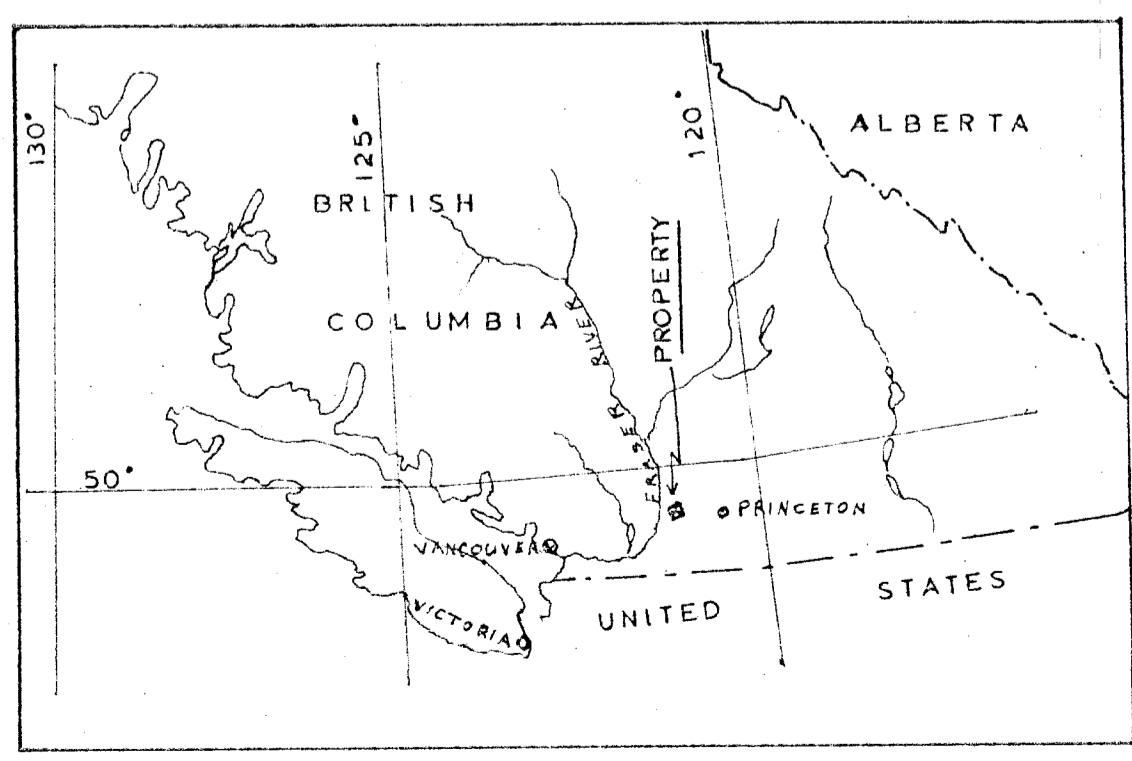 130°
125°
120°
ALBERTA
BRITISH
COLUMBIA
PROPERTY
FRASER RIVER
50°
PRINCETON
VANCOUVER
VICTORIA
UNITED STATES